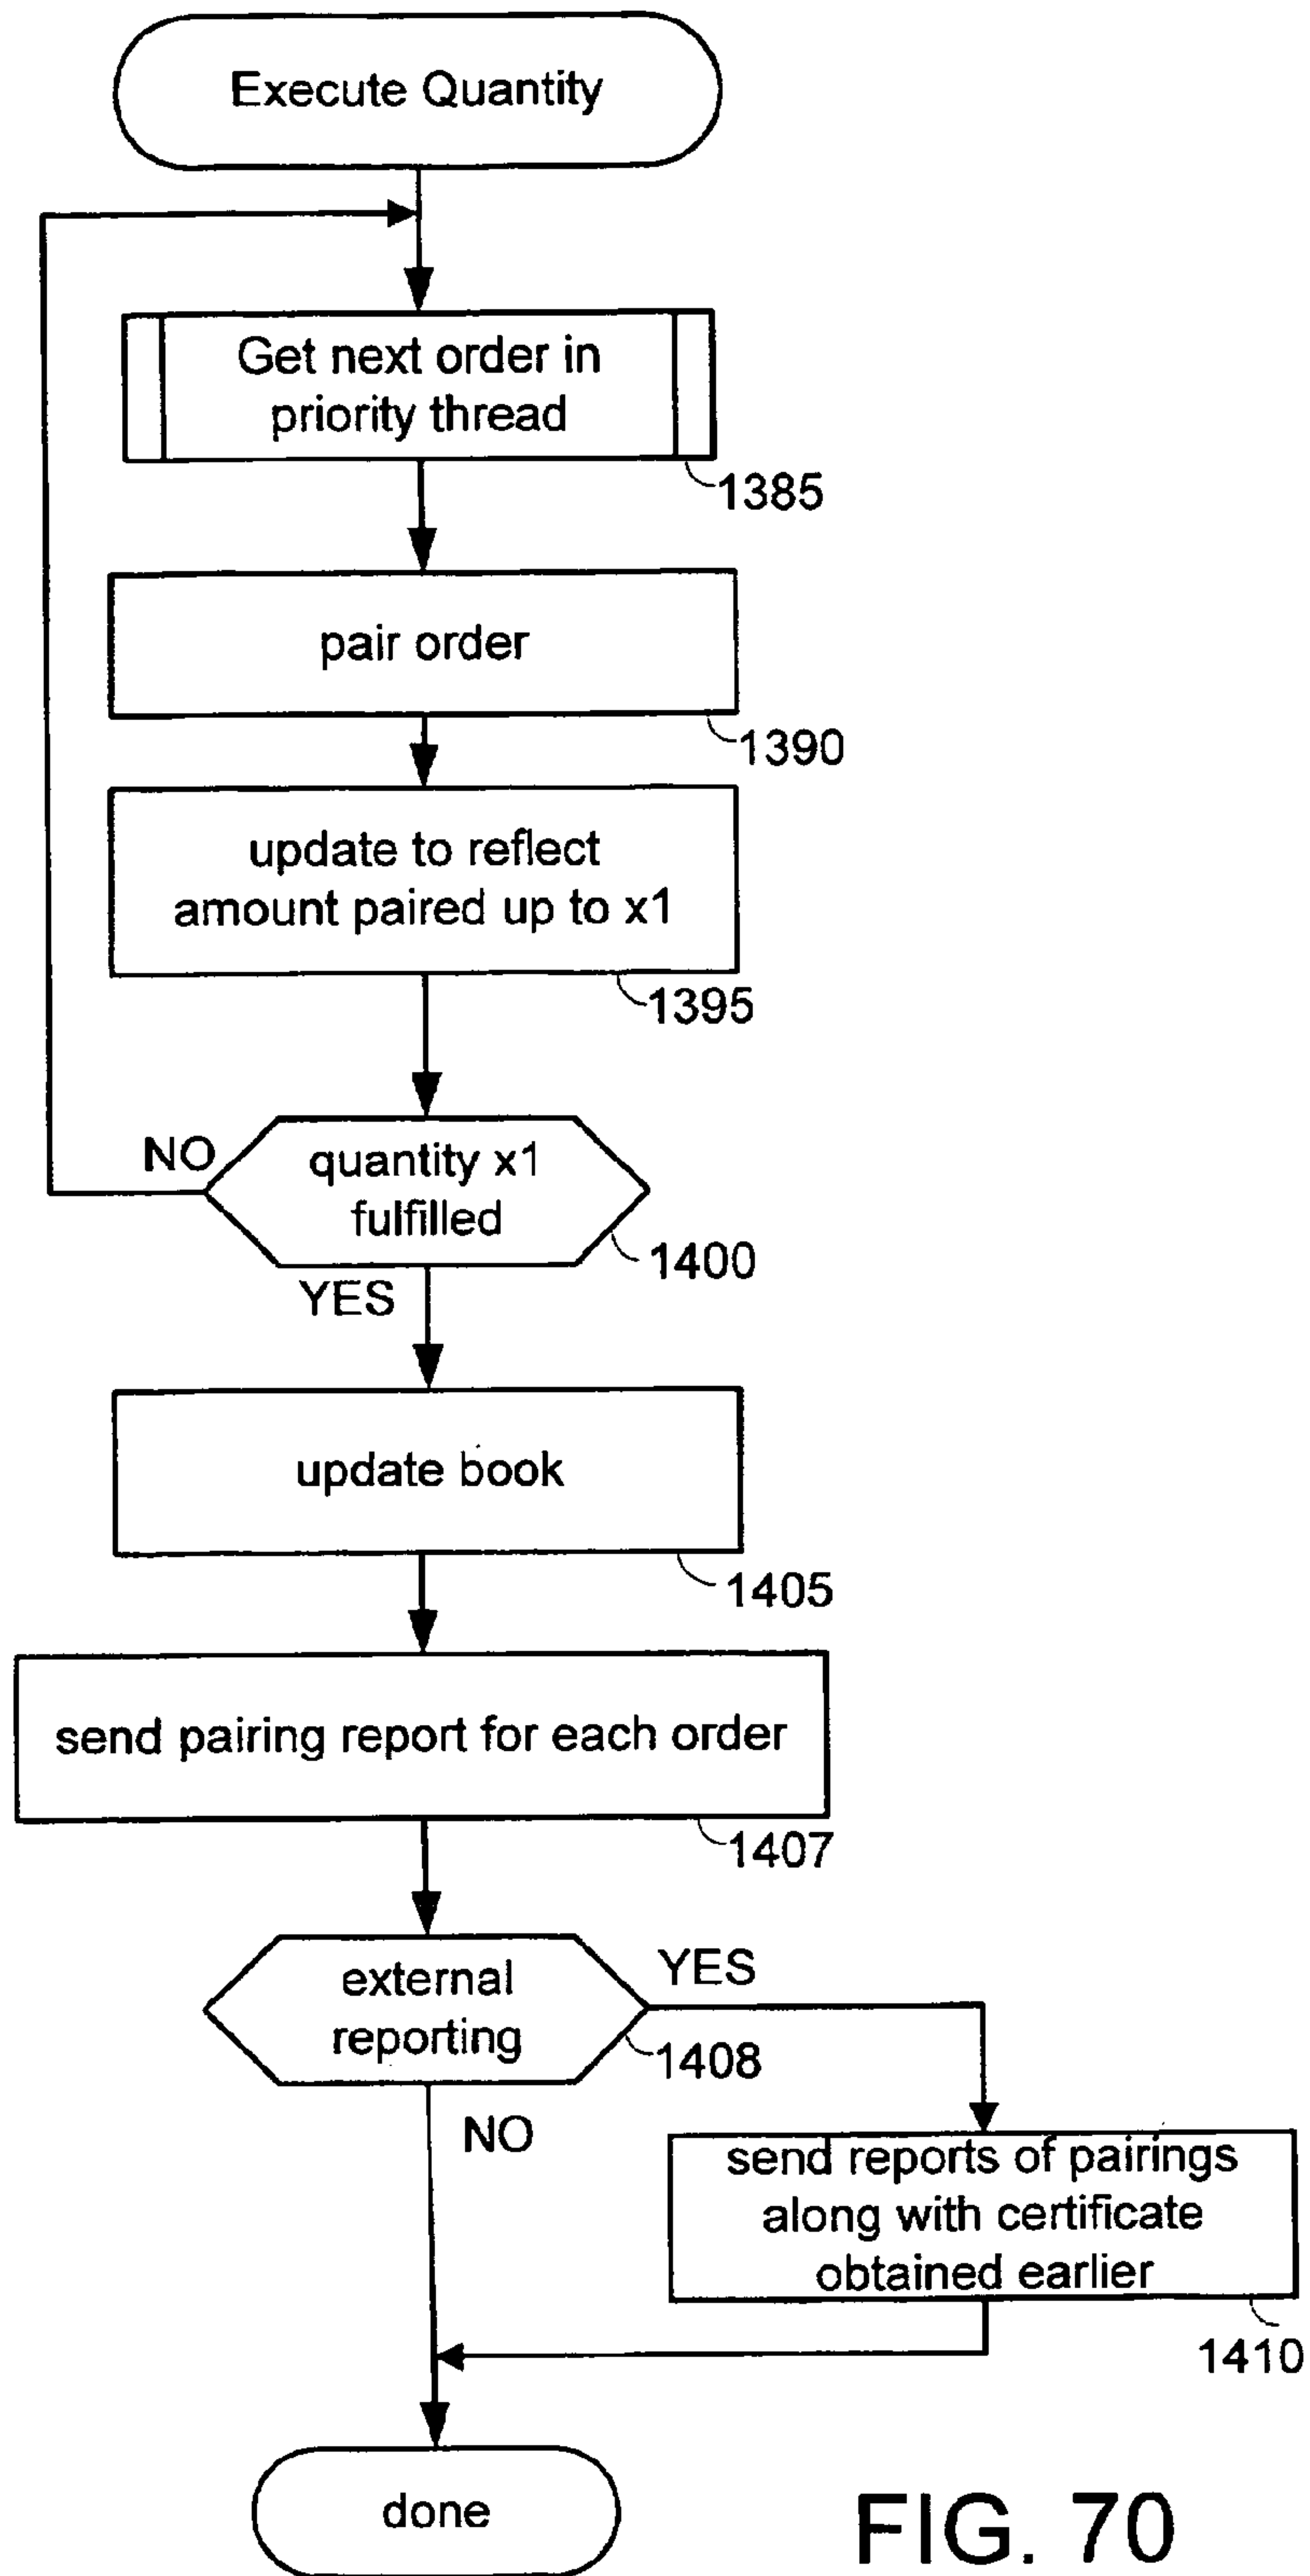 Execute Quantity
Get next order in
priority thread
1385
pair order
1390
update to reflect
amount paired up to x1
1395
NO
quantity x1
fulfilled
1400
YES
update book
1405
send pairing report for each order
1407
external
reporting
YES
1408
NO
send reports of pairings
along with certificate
obtained earlier
1410
done
FIG. 70